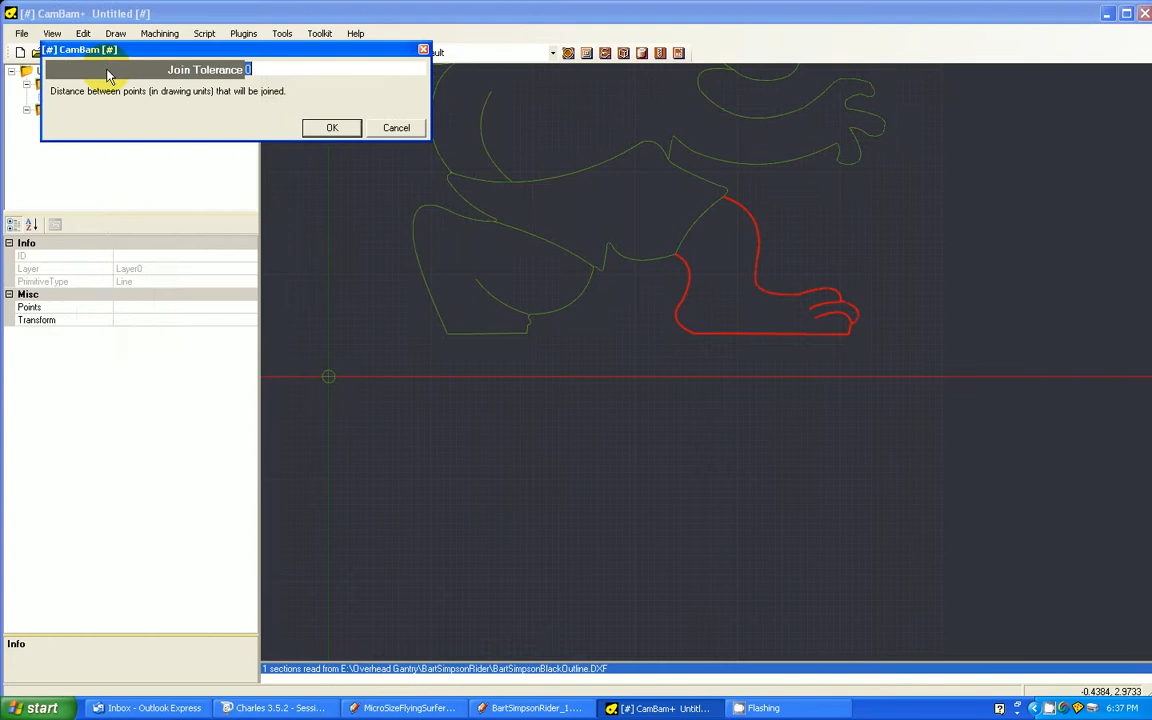 [#] CamBam+ Untitled [#]
File View Edit Draw Machining Script Plugins Tools Toolkit Help
[#] CamBam [#]
Join Tolerance 0
Distance between points (in drawing units) that will be joined.
OK Cancel
Info
ID
Layer Layer0
PrimitiveType Line
Misc
Points
Transform
Info
1 sections read from E:\Overhead Gantry\BartSimpsonRider\BartSimpsonBlackOutline.DXF
-0.4384, 2.9733
start Inbox - Outlook Express Charles 3.5.2 - Sessi... MicroSizeFlyingSurfer... BartSimpsonRider_1.... [#] CamBam+ Untitl... Flashing 6:37 PM